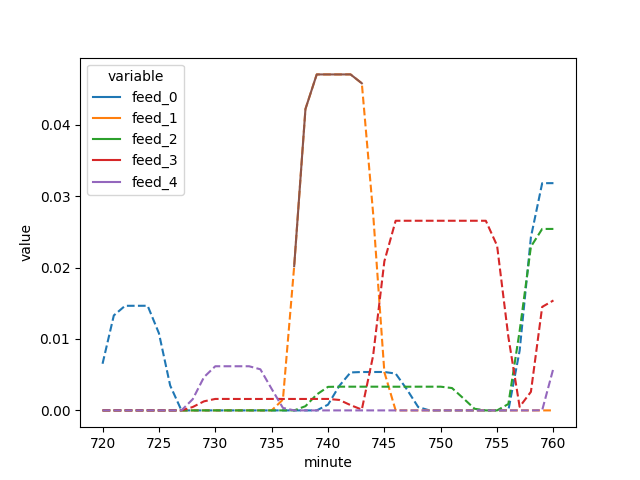 variable
feed_0
feed_1
feed_2
feed_3
feed_4
value
0.04
0.03
0.02
0.01
0.00
720 725 730 735 740 745 750 755 760
minute